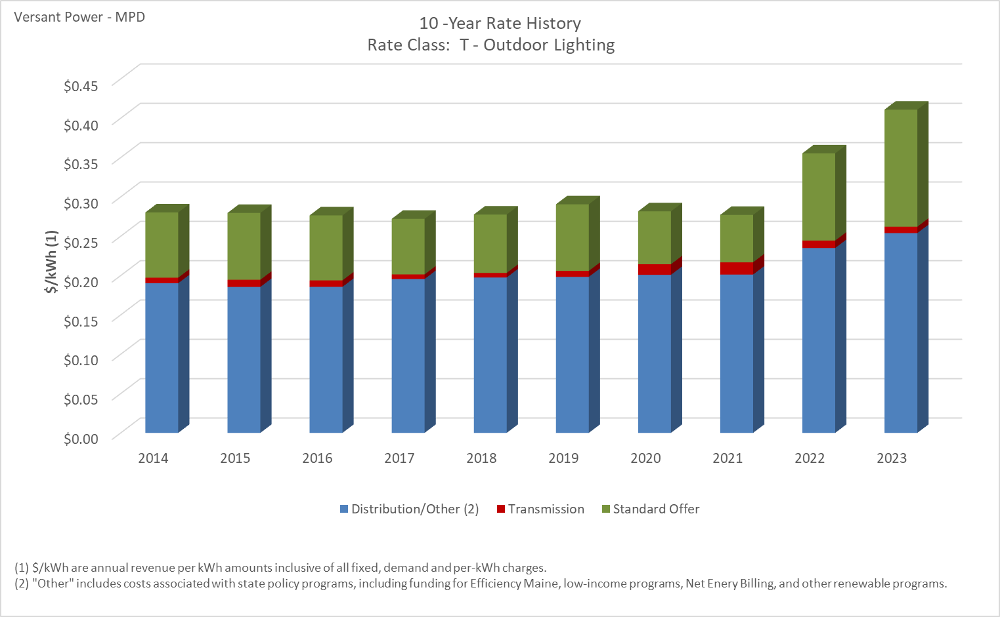 Versant Power - MPD
10 -Year Rate History
Rate Class:  T - Outdoor Lighting
$0.45
$0.40
$0.35
$0.30
$0.25
$0.20
$0.15
$0.10
$0.05
$0.00
$/kWh (1)
2014 2015 2016 2017 2018 2019 2020 2021 2022 2023
Distribution/Other (2) Transmission Standard Offer
(1) $/kWh are annual revenue per kWh amounts inclusive of all fixed, demand and per-kWh charges.
(2) "Other" includes costs associated with state policy programs, including funding for Efficiency Maine, low-income programs, Net Enery Billing, and other renewable programs.